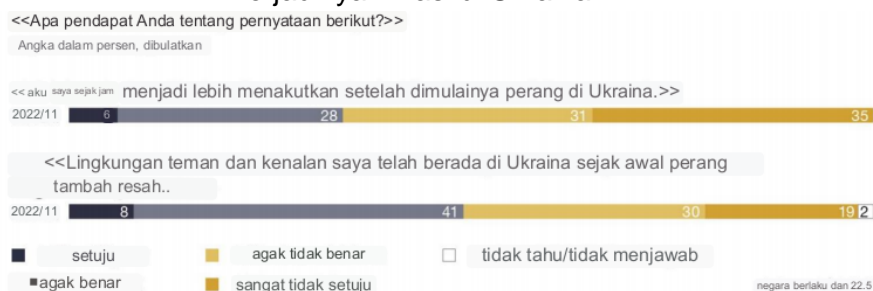 <<Apa pendapat Anda tentang pernyataan berikut?>>
Angka dalam persen, dibulatkan
<< aku saya sejak jam menjadi lebih menakutkan setelah dimulainya perang di Ukraina.>>
2022/11 6 28 31 35
<<Lingkungan teman dan kenalan saya telah berada di Ukraina sejak awal perang
tambah resah..
2022/11 8 41 30 19 2
setuju agak tidak benar tidak tahu/tidak menjawab
agak benar sangat tidak setuju negara berlaku dan 22.5